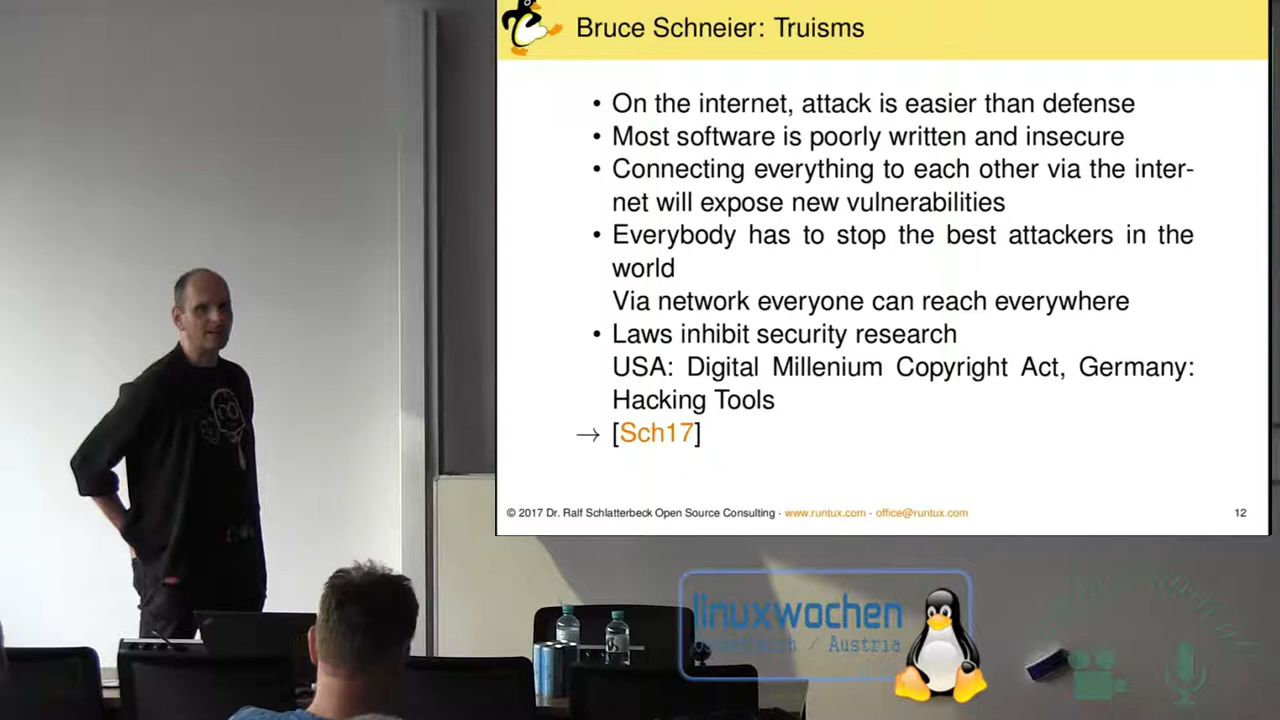 Bruce Schneier: Truisms
• On the internet, attack is easier than defense
• Most software is poorly written and insecure
• Connecting everything to each other via the inter-
net will expose new vulnerabilities
• Everybody has to stop the best attackers in the
world
Via network everyone can reach everywhere
• Laws inhibit security research
USA: Digital Millenium Copyright Act, Germany:
Hacking Tools
→ [Sch17]
© 2017 Dr. Ralf Schlatterbeck Open Source Consulting · www.runtux.com · office@runtux.com
12
linuxwochen
Österreich / Austria